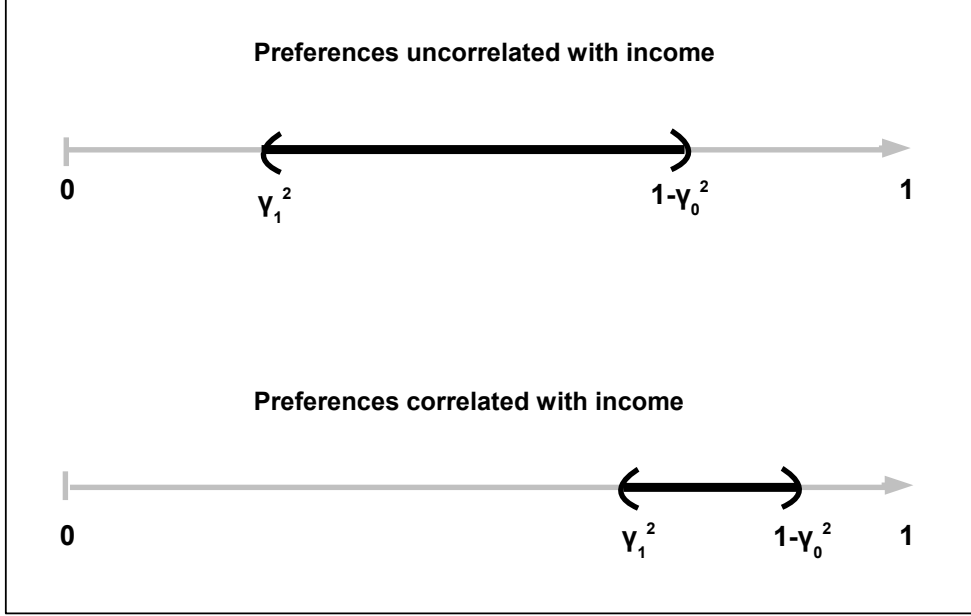 Preferences uncorrelated with income
0 γ₁² 1-γ₀² 1
Preferences correlated with income
0 γ₁² 1-γ₀² 1